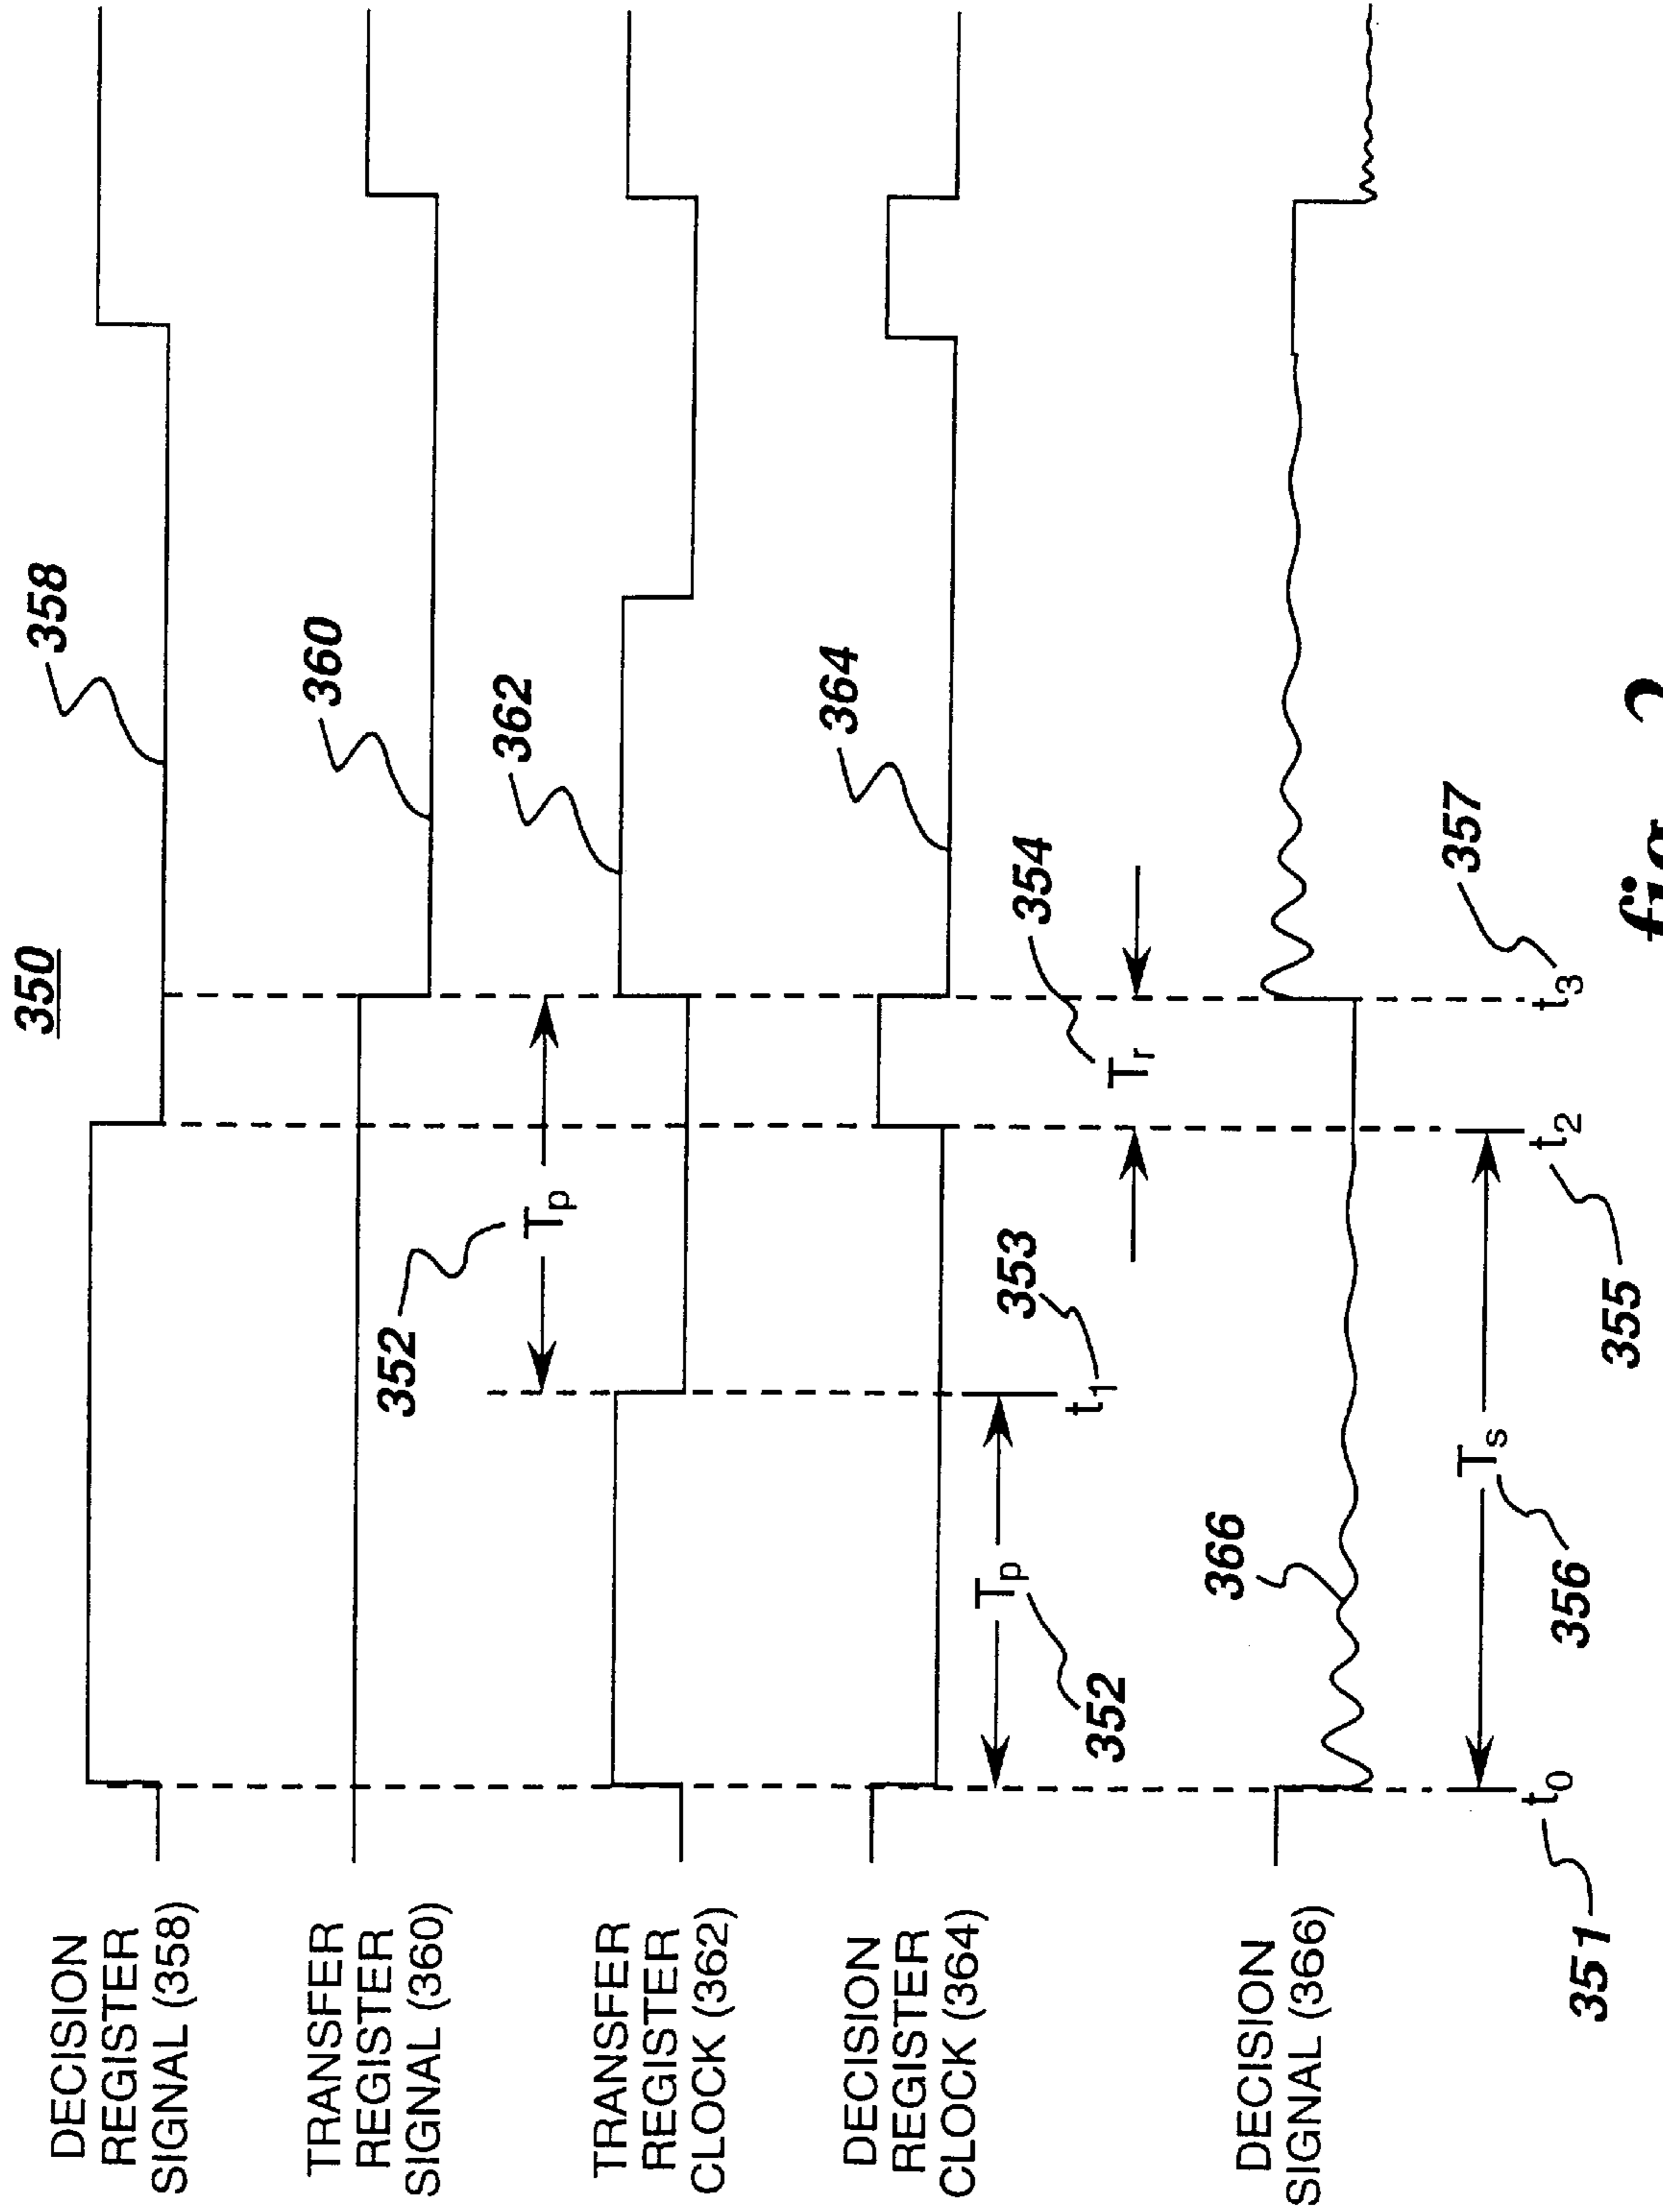 350
DECISION
REGISTER
SIGNAL (358)
358
TRANSFER
REGISTER
SIGNAL (360)
360
352
Tp
TRANSFER
REGISTER
CLOCK (362)
362
DECISION
REGISTER
CLOCK (364)
364
Tp
352
t1
353
Tr
354
DECISION
SIGNAL (366)
366
Ts
356
t0
351
t2
355
t3
357